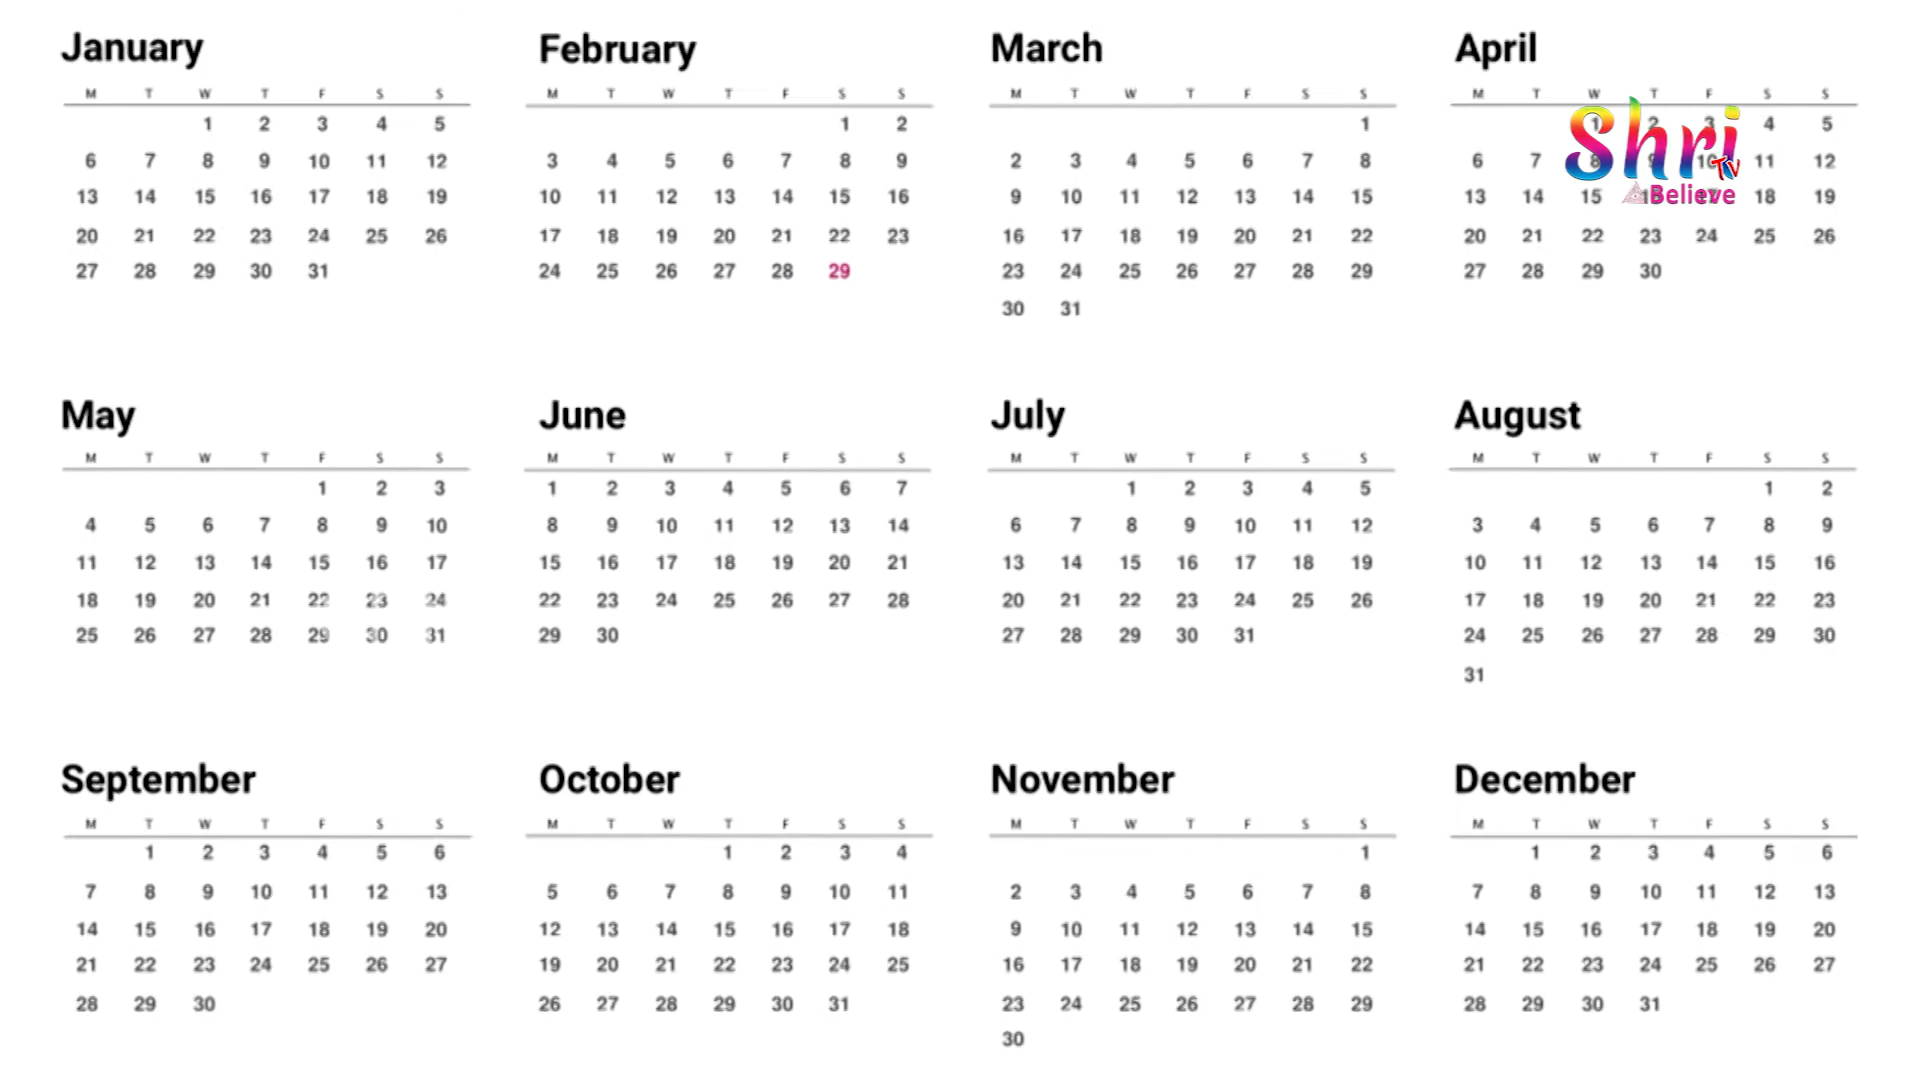 January
M T W T F S S
1 2 3 4 5
6 7 8 9 10 11 12
13 14 15 16 17 18 19
20 21 22 23 24 25 26
27 28 29 30 31
February
M T W T F S S
1 2
3 4 5 6 7 8 9
10 11 12 13 14 15 16
17 18 19 20 21 22 23
24 25 26 27 28 29
March
M T W T F S S
1
2 3 4 5 6 7 8
9 10 11 12 13 14 15
16 17 18 19 20 21 22
23 24 25 26 27 28 29
30 31
April
M T W T F S S
1 2 3 4 5
6 7 8 9 10 11 12
13 14 15 16 17 18 19
20 21 22 23 24 25 26
27 28 29 30
Shri
TV
Believe
May
M T W T F S S
1 2 3
4 5 6 7 8 9 10
11 12 13 14 15 16 17
18 19 20 21 22 23 24
25 26 27 28 29 30 31
June
M T W T F S S
1 2 3 4 5 6 7
8 9 10 11 12 13 14
15 16 17 18 19 20 21
22 23 24 25 26 27 28
29 30
July
M T W T F S S
1 2 3 4 5
6 7 8 9 10 11 12
13 14 15 16 17 18 19
20 21 22 23 24 25 26
27 28 29 30 31
August
M T W T F S S
1 2
3 4 5 6 7 8 9
10 11 12 13 14 15 16
17 18 19 20 21 22 23
24 25 26 27 28 29 30
31
September
M T W T F S S
1 2 3 4 5 6
7 8 9 10 11 12 13
14 15 16 17 18 19 20
21 22 23 24 25 26 27
28 29 30
October
M T W T F S S
1 2 3 4
5 6 7 8 9 10 11
12 13 14 15 16 17 18
19 20 21 22 23 24 25
26 27 28 29 30 31
November
M T W T F S S
1
2 3 4 5 6 7 8
9 10 11 12 13 14 15
16 17 18 19 20 21 22
23 24 25 26 27 28 29
30
December
M T W T F S S
1 2 3 4 5 6
7 8 9 10 11 12 13
14 15 16 17 18 19 20
21 22 23 24 25 26 27
28 29 30 31